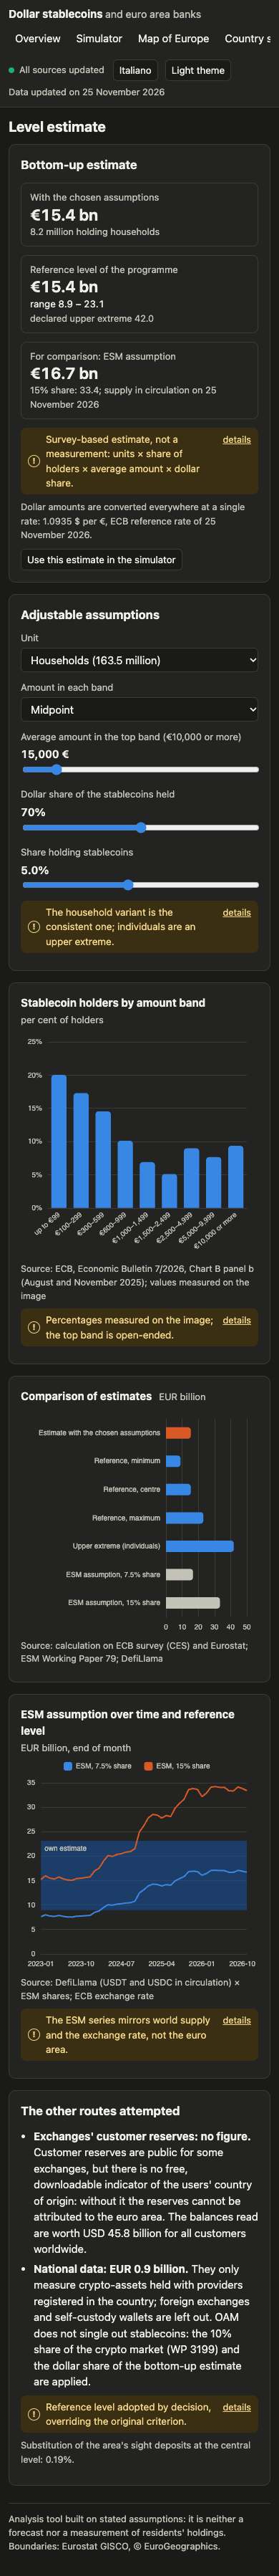 Dollar stablecoins and euro area banks
Overview Simulator Map of Europe Country s
All sources updated Italiano Light theme
Data updated on 25 November 2026
Level estimate
Bottom-up estimate
With the chosen assumptions
€15.4 bn
8.2 million holding households
Reference level of the programme
€15.4 bn
range 8.9 – 23.1
declared upper extreme 42.0
For comparison: ESM assumption
€16.7 bn
15% share: 33.4; supply in circulation on 25
November 2026
Survey-based estimate, not a details
measurement: units × share of
holders × average amount × dollar
share.
Dollar amounts are converted everywhere at a single
rate: 1.0935 $ per €, ECB reference rate of 25
November 2026.
Use this estimate in the simulator
Adjustable assumptions
Unit
Households (163.5 million)
Amount in each band
Midpoint
Average amount in the top band (€10,000 or more)
15,000 €
Dollar share of the stablecoins held
70%
Share holding stablecoins
5.0%
The household variant is the details
consistent one; individuals are an
upper extreme.
Stablecoin holders by amount band
per cent of holders
25%
20%
15%
10%
5%
0%
up to €99 €100–299 €300–599 €600–999 €1,000–1,499 €1,500–2,499 €2,500–4,999 €5,000–9,999 €10,000 or more
Source: ECB, Economic Bulletin 7/2026, Chart B panel b
(August and November 2025); values measured on the
image
Percentages measured on the image; details
the top band is open-ended.
Comparison of estimates EUR billion
Estimate with the chosen assumptions
Reference, minimum
Reference, centre
Reference, maximum
Upper extreme (individuals)
ESM assumption, 7.5% share
ESM assumption, 15% share
0 10 20 30 40 50
Source: calculation on ECB survey (CES) and Eurostat;
ESM Working Paper 79; DefiLlama
ESM assumption over time and reference
level
EUR billion, end of month
ESM, 7.5% share ESM, 15% share
35
30
25
own estimate
20
15
10
5
0
2023-01 2023-10 2024-07 2025-04 2026-01 2026-10
Source: DefiLlama (USDT and USDC in circulation) ×
ESM shares; ECB exchange rate
The ESM series mirrors world supply details
and the exchange rate, not the euro
area.
The other routes attempted
• Exchanges' customer reserves: no figure.
Customer reserves are public for some
exchanges, but there is no free,
downloadable indicator of the users' country
of origin: without it the reserves cannot be
attributed to the euro area. The balances read
are worth USD 45.8 billion for all customers
worldwide.
• National data: EUR 0.9 billion. They only
measure crypto-assets held with providers
registered in the country; foreign exchanges
and self-custody wallets are left out. OAM
does not single out stablecoins: the 10%
share of the crypto market (WP 3199) and
the dollar share of the bottom-up estimate
are applied.
Reference level adopted by decision, details
overriding the original criterion.
Substitution of the area's sight deposits at the central
level: 0.19%.
Analysis tool built on stated assumptions: it is neither a
forecast nor a measurement of residents' holdings.
Boundaries: Eurostat GISCO, © EuroGeographics.